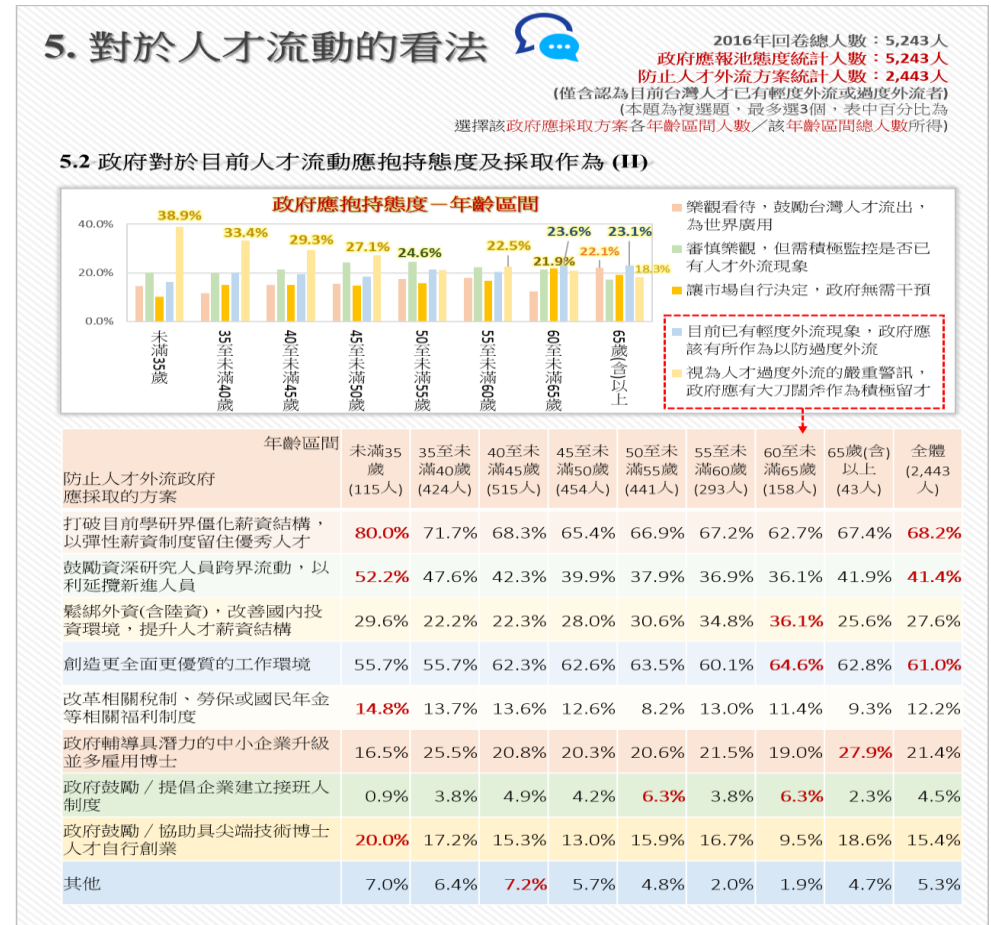 5. 對於人才流動的看法
2016年回卷總人數：5,243人
政府應報池態度統計人數：5,243人
防止人才外流方案統計人數：2,443人
(僅含認為目前台灣人才已有輕度外流或過度外流者)
(本題為複選題，最多選3個，表中百分比為
選擇該政府應採取方案各年齡區間人數／該年齡區間總人數所得)
5.2 政府對於目前人才流動應抱持態度及採取作為 (II)
政府應抱持態度－年齡區間
40.0%
20.0%
0.0%
38.9%
33.4%
29.3%
27.1%
24.6%
22.5%
23.6%
21.9%
22.1%
23.1%
18.3%
未滿35歲
35至未滿40歲
40至未滿45歲
45至未滿50歲
50至未滿55歲
55至未滿60歲
60至未滿65歲
65歲(含)以上
樂觀看待，鼓勵台灣人才流出，
為世界廣用
審慎樂觀，但需積極監控是否已
有人才外流現象
讓市場自行決定，政府無需干預
目前已有輕度外流現象，政府應
該有所作為以防過度外流
視為人才過度外流的嚴重警訊，
政府應有大刀闊斧作為積極留才
年齡區間
防止人才外流政府
應採取的方案
未滿35
歲
(115人)
35至未
滿40歲
(424人)
40至未
滿45歲
(515人)
45至未
滿50歲
(454人)
50至未
滿55歲
(441人)
55至未
滿60歲
(293人)
60至未
滿65歲
(158人)
65歲(含)
以上
(43人)
全體
(2,443
人)
打破目前學研界僵化薪資結構，
以彈性薪資制度留住優秀人才
80.0% 71.7% 68.3% 65.4% 66.9% 67.2% 62.7% 67.4% 68.2%
鼓勵資深研究人員跨界流動，以
利延攬新進人員
52.2% 47.6% 42.3% 39.9% 37.9% 36.9% 36.1% 41.9% 41.4%
鬆綁外資(含陸資)，改善國內投
資環境，提升人才薪資結構
29.6% 22.2% 22.3% 28.0% 30.6% 34.8% 36.1% 25.6% 27.6%
創造更全面更優質的工作環境
55.7% 55.7% 62.3% 62.6% 63.5% 60.1% 64.6% 62.8% 61.0%
改革相關稅制、勞保或國民年金
等相關福利制度
14.8% 13.7% 13.6% 12.6% 8.2% 13.0% 11.4% 9.3% 12.2%
政府輔導具潛力的中小企業升級
並多雇用博士
16.5% 25.5% 20.8% 20.3% 20.6% 21.5% 19.0% 27.9% 21.4%
政府鼓勵／提倡企業建立接班人
制度
0.9% 3.8% 4.9% 4.2% 6.3% 3.8% 6.3% 2.3% 4.5%
政府鼓勵／協助具尖端技術博士
人才自行創業
20.0% 17.2% 15.3% 13.0% 15.9% 16.7% 9.5% 18.6% 15.4%
其他
7.0% 6.4% 7.2% 5.7% 4.8% 2.0% 1.9% 4.7% 5.3%